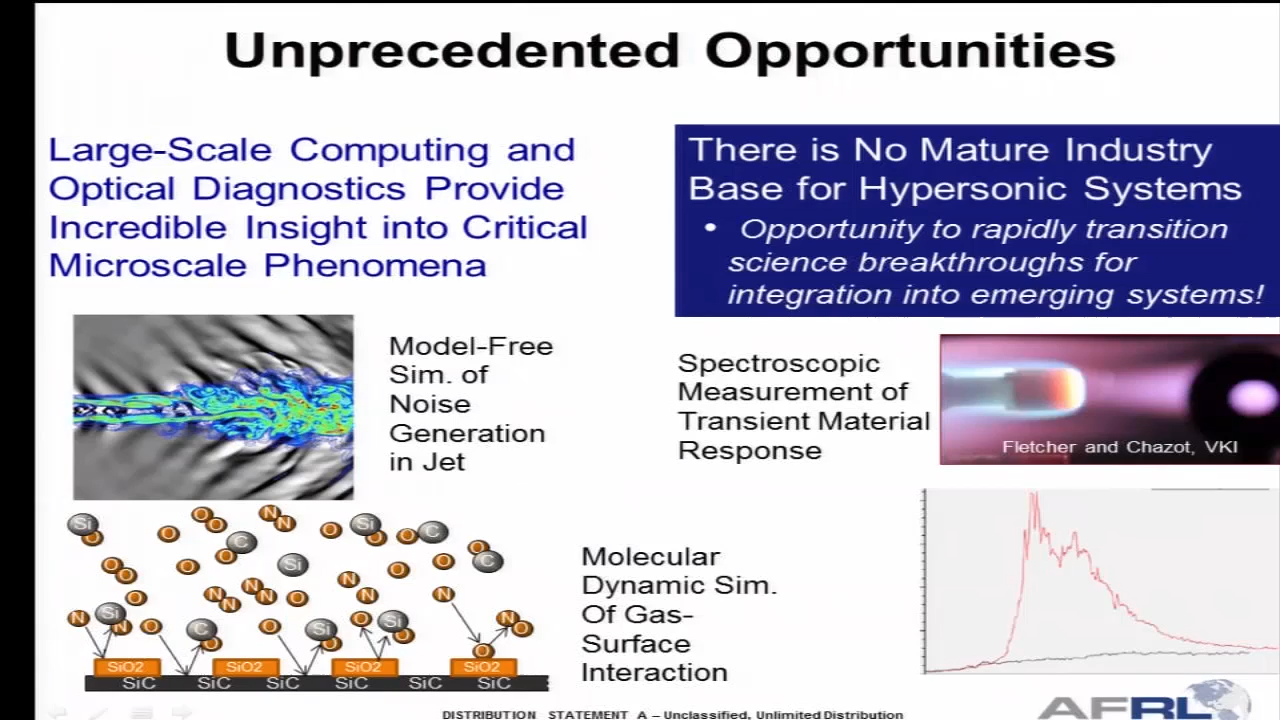 Unprecedented Opportunities
Large-Scale Computing and
Optical Diagnostics Provide
Incredible Insight into Critical
Microscale Phenomena
There is No Mature Industry
Base for Hypersonic Systems
• Opportunity to rapidly transition
science breakthroughs for
integration into emerging systems!
Model-Free
Sim. of
Noise
Generation
in Jet
Spectroscopic
Measurement of
Transient Material
Response
Fletcher and Chazot, VKI
Si O O O N N O Si O O C
O C O Si O O C
O O O N N N O N N O N
N Si N O C O O Si O O Si O O N O
SiO2 SiO2 SiO2 SiO2
SiC SiC SiC SiC SiC SiC
Molecular
Dynamic Sim.
Of Gas-
Surface
Interaction
DISTRIBUTION STATEMENT A – Unclassified, Unlimited Distribution
AFRL